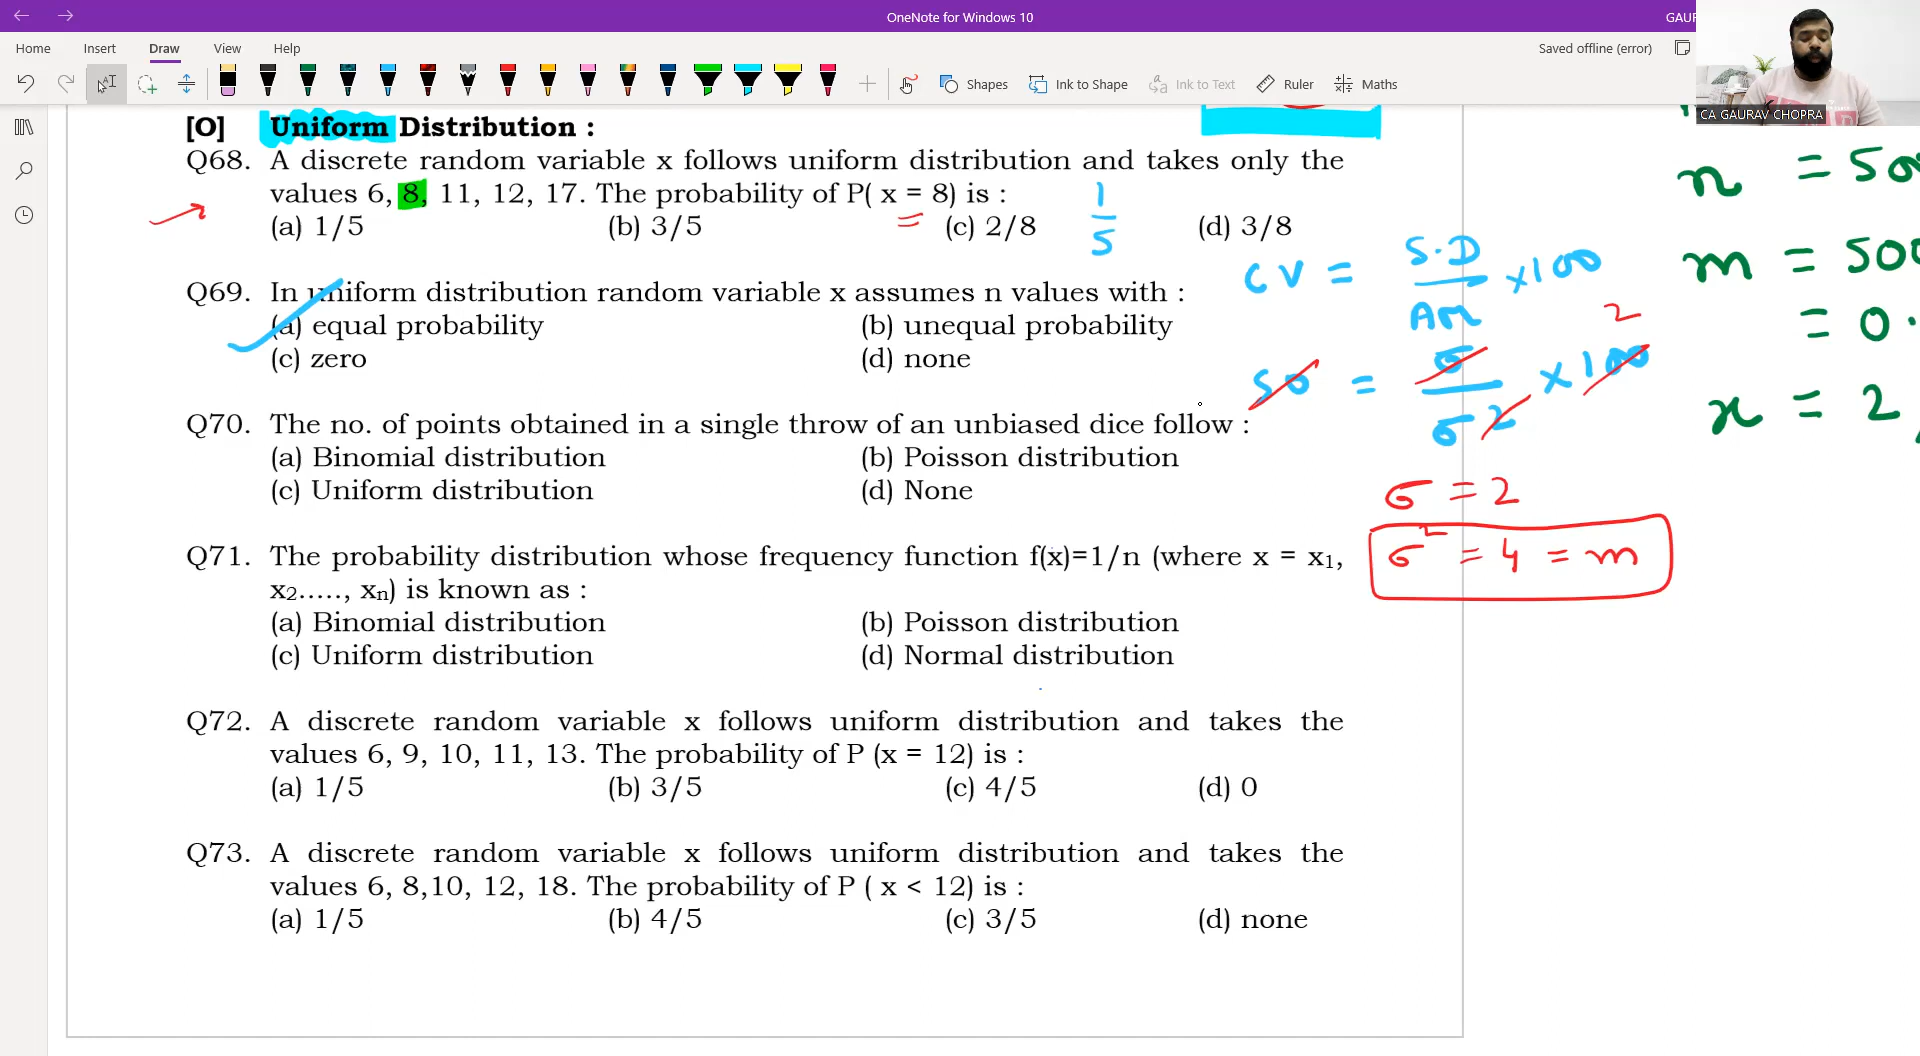 OneNote for Windows 10
Home Insert Draw View Help
Saved offline (error)
Shapes Ink to Shape Ink to Text Ruler Maths
CA GAURAV CHOPRA
[O] Uniform Distribution :
Q68. A discrete random variable x follows uniform distribution and takes only the
values 6, 8, 11, 12, 17. The probability of P( x = 8) is :
(a) 1/5 (b) 3/5 (c) 2/8 (d) 3/8
1/5
Q69. In uniform distribution random variable x assumes n values with :
(a) equal probability (b) unequal probability
(c) zero (d) none
Q70. The no. of points obtained in a single throw of an unbiased dice follow :
(a) Binomial distribution (b) Poisson distribution
(c) Uniform distribution (d) None
Q71. The probability distribution whose frequency function f(x)=1/n (where x = x1,
x2....., xn) is known as :
(a) Binomial distribution (b) Poisson distribution
(c) Uniform distribution (d) Normal distribution
Q72. A discrete random variable x follows uniform distribution and takes the
values 6, 9, 10, 11, 13. The probability of P (x = 12) is :
(a) 1/5 (b) 3/5 (c) 4/5 (d) 0
Q73. A discrete random variable x follows uniform distribution and takes the
values 6, 8,10, 12, 18. The probability of P ( x < 12) is :
(a) 1/5 (b) 4/5 (c) 3/5 (d) none
CV = S.D/AM × 100
50 = σ/σ2 × 100 2
σ = 2
σ2 = 4 = m
n = 500
m = 500
= 0.
x = 2